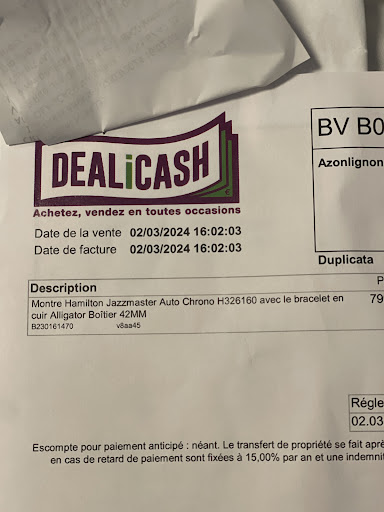 DEALiCASH
Achetez, vendez en toutes occasions
BV B0
Azonlignon
Date de la vente 02/03/2024 16:02:03
Date de facture 02/03/2024 16:02:03
Duplicata
Description P
Montre Hamilton Jazzmaster Auto Chrono H326160 avec le bracelet en 79
cuir Alligator Boîtier 42MM
B230161470 v8aa45
Régle
02.03
Escompte pour paiement anticipé : néant. Le transfert de propriété se fait aprè
en cas de retard de paiement sont fixées à 15,00% par an et une indemnit